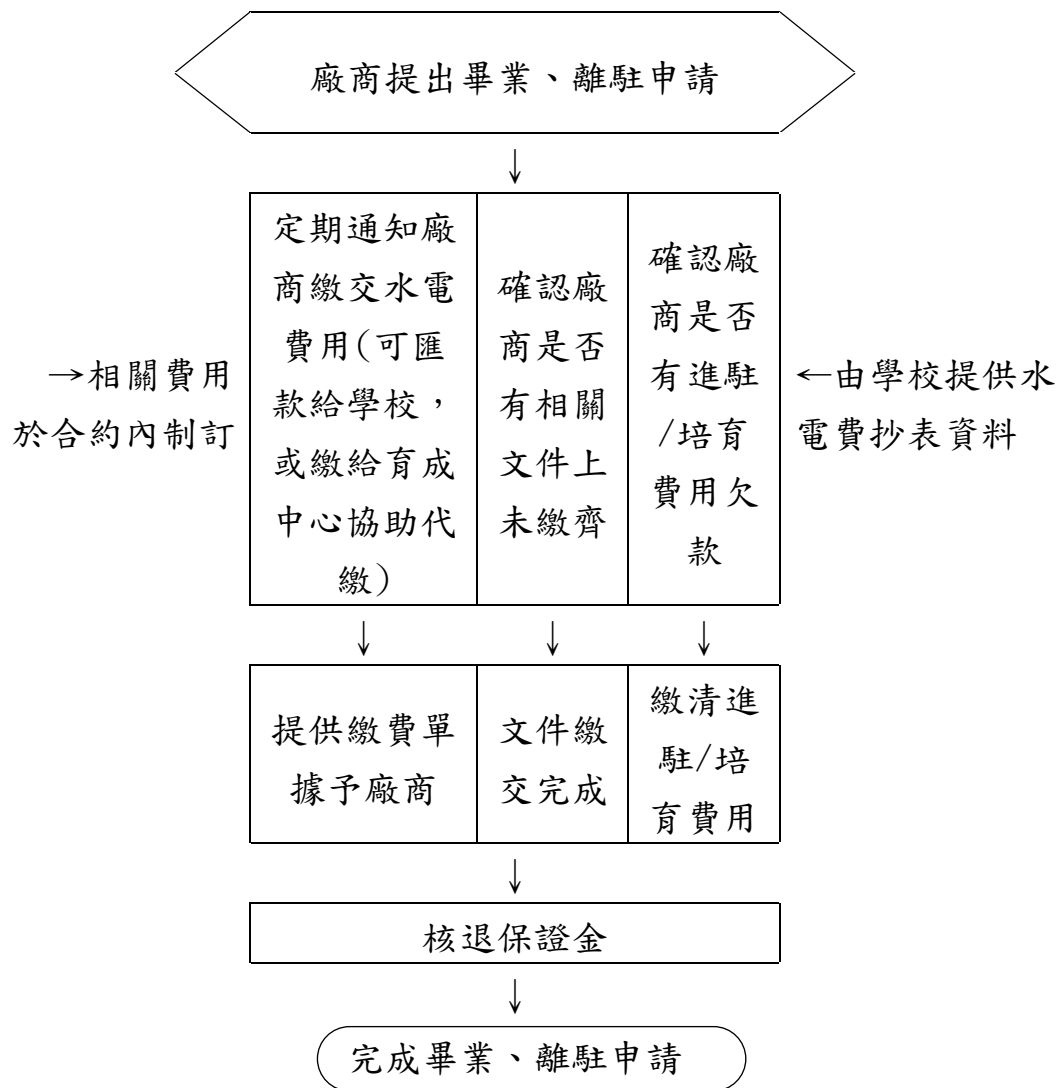 廠商提出畢業、離駐申請
↓
→相關費用
於合約內制訂
定期通知廠
商繳交水電
費用(可匯
款給學校，
或繳給育成
中心協助代
繳)
確認廠
商是否
有相關
文件上
未繳齊
確認廠
商是否
有進駐
/培育
費用欠
款
←由學校提供水
電費抄表資料
↓
↓
↓
提供繳費單
據予廠商
文件繳
交完成
繳清進
駐/培
育費用
↓
核退保證金
↓
完成畢業、離駐申請